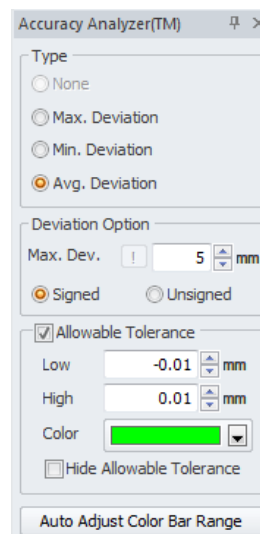 Accuracy Analyzer(TM)
Type
None
Max. Deviation
Min. Deviation
Avg. Deviation
Deviation Option
Max. Dev. ! 5 mm
Signed Unsigned
Allowable Tolerance
Low -0.01 mm
High 0.01 mm
Color
Hide Allowable Tolerance
Auto Adjust Color Bar Range